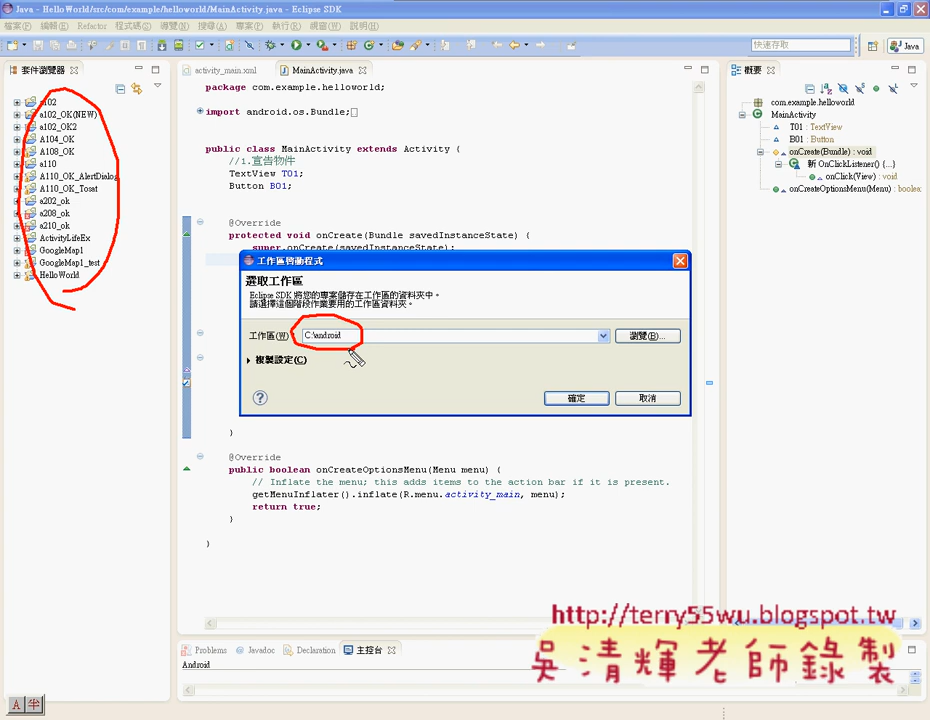 Java - HelloWorld/src/com/example/helloworld/MainActivity.java - Eclipse SDK
檔案(F) 編輯(E) Refactor 程式碼(S) 導覽(N) 搜尋(A) 專案(P) 執行(R) 視窗(W) 說明(H)
快速存取
Java
套件瀏覽器
a102
a102_OK(NEW)
a102_OK2
A104_OK
A108_OK
a110
A110_OK_AlertDialog
A110_OK_Tosat
a202_ok
a208_ok
a210_ok
ActivityLifeEx
GoogleMap1
GoogleMap1_test
HelloWorld
activity_main.xml
MainActivity.java
package com.example.helloworld;
import android.os.Bundle;
public class MainActivity extends Activity {
//1.宣告物件
TextView T01;
Button B01;
@Override
protected void onCreate(Bundle savedInstanceState) {
super.onCreate(savedInstanceState);
工作區啟動程式
選取工作區
Eclipse SDK 將您的專案儲存在工作區的資料夾中。
請選擇這個階段作業要用的工作區資料夾。
工作區(W)
C:\android
瀏覽(B)...
複製設定(C)
?
確定
取消
}
@Override
public boolean onCreateOptionsMenu(Menu menu) {
// Inflate the menu; this adds items to the action bar if it is present.
getMenuInflater().inflate(R.menu.activity_main, menu);
return true;
}
}
概要
com.example.helloworld
MainActivity
T01 : TextView
B01 : Button
onCreate(Bundle) : void
新 OnClickListener() {...}
onClick(View) : void
onCreateOptionsMenu(Menu) : boolea
Problems
Javadoc
Declaration
主控台
Android
http://terry55wu.blogspot.tw
吳清輝老師錄製
A 半